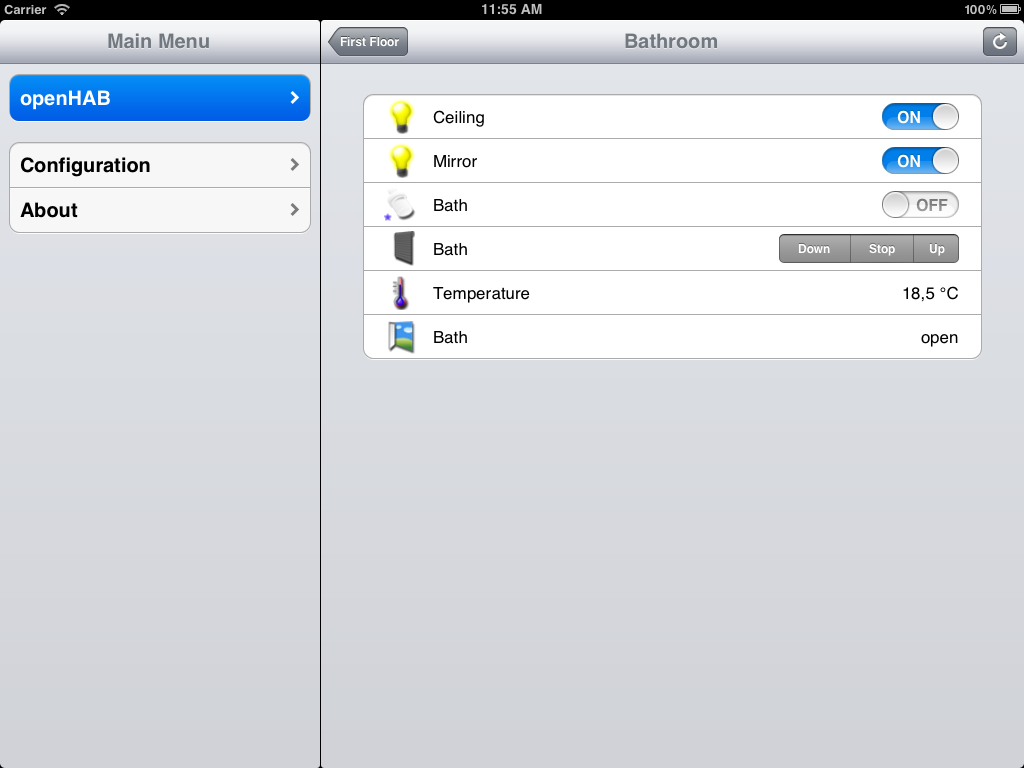 Carrier 11:55 AM 100%
Main Menu
First Floor Bathroom
openHAB
Configuration
About
Ceiling ON
Mirror ON
Bath OFF
Bath Down Stop Up
Temperature 18,5 °C
Bath open